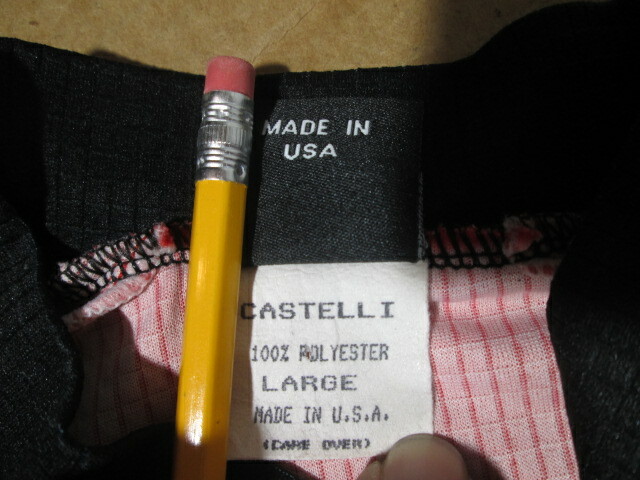 MADE IN
USA
CASTELLI
100% POLYESTER
LARGE
MADE IN U.S.A.
(CARE OVER)